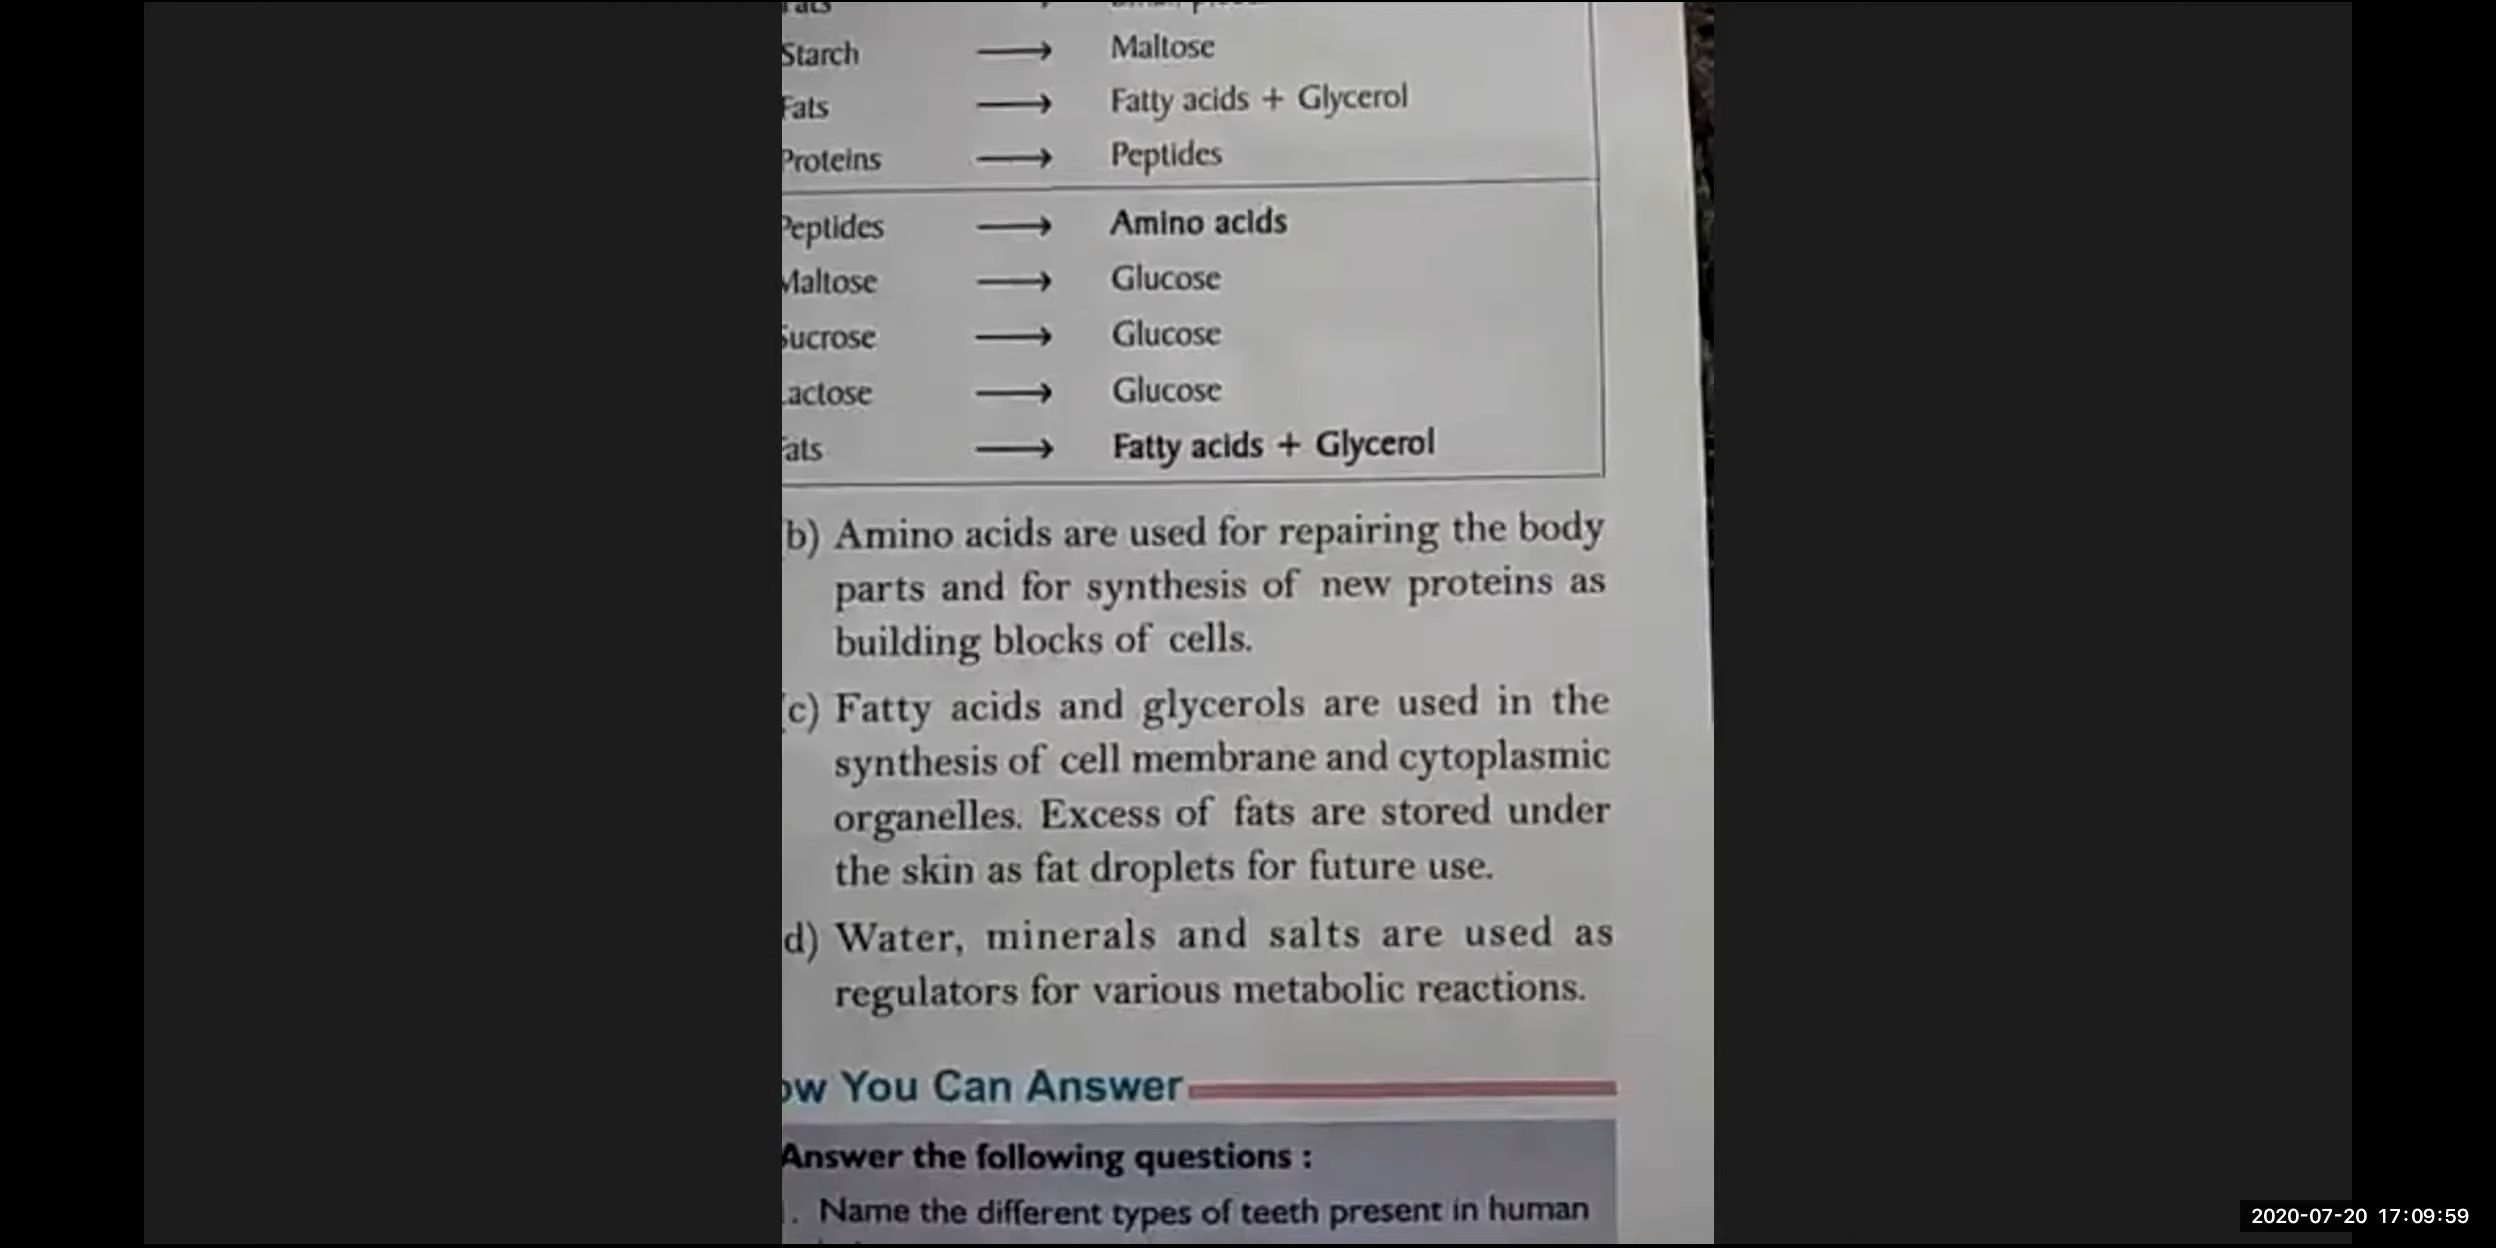 Starch → Maltose
Fats → Fatty acids + Glycerol
Proteins → Peptides
Peptides → Amino acids
Maltose → Glucose
Sucrose → Glucose
Lactose → Glucose
Fats → Fatty acids + Glycerol
b) Amino acids are used for repairing the body
parts and for synthesis of new proteins as
building blocks of cells.
(c) Fatty acids and glycerols are used in the
synthesis of cell membrane and cytoplasmic
organelles. Excess of fats are stored under
the skin as fat droplets for future use.
d) Water, minerals and salts are used as
regulators for various metabolic reactions.
ow You Can Answer
Answer the following questions :
. Name the different types of teeth present in human
2020-07-20 17:09:59